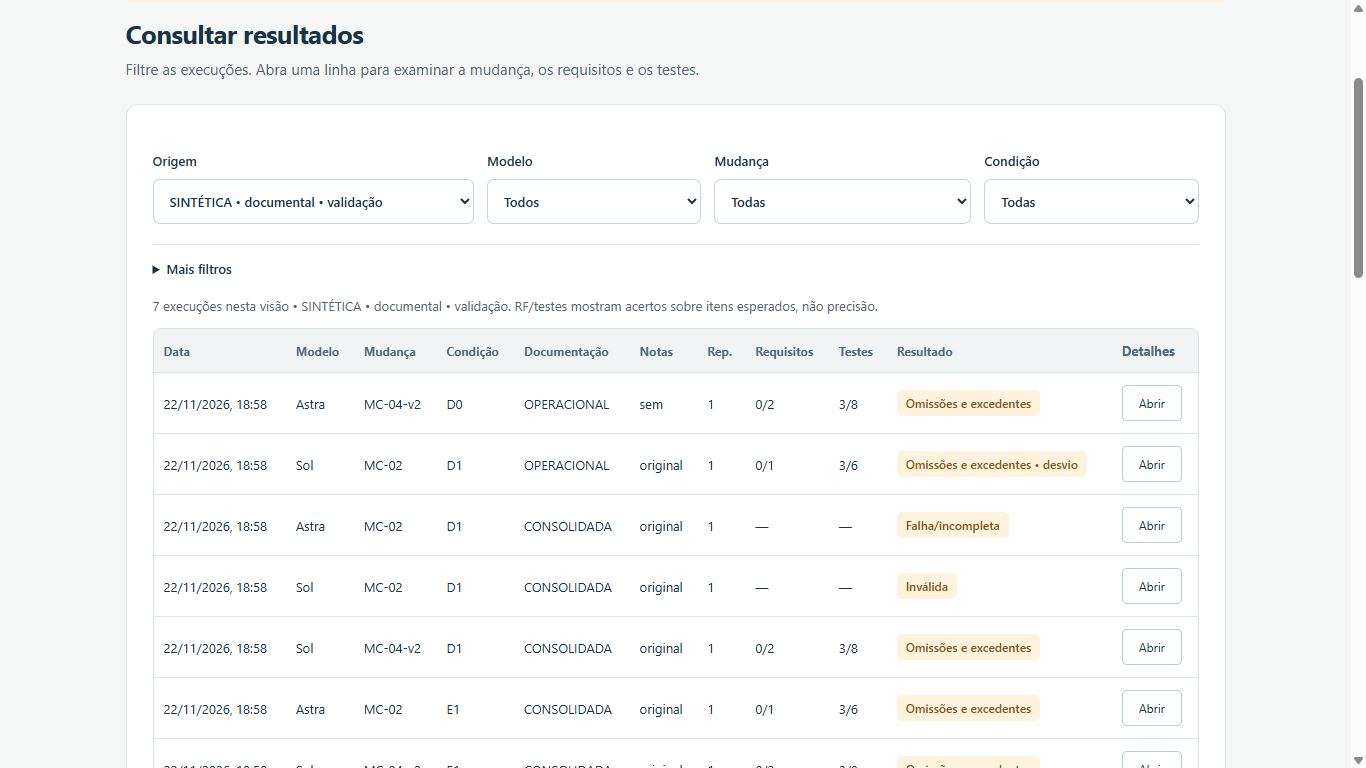 Consultar resultados
Filtre as execuções. Abra uma linha para examinar a mudança, os requisitos e os testes.
Origem Modelo Mudança Condição
SINTÉTICA • documental • validação Todos Todas Todas
Mais filtros
7 execuções nesta visão • SINTÉTICA • documental • validação. RF/testes mostram acertos sobre itens esperados, não precisão.
Data Modelo Mudança Condição Documentação Notas Rep. Requisitos Testes Resultado Detalhes
22/11/2026, 18:58 Astra MC-04-v2 D0 OPERACIONAL sem 1 0/2 3/8 Omissões e excedentes Abrir
22/11/2026, 18:58 Sol MC-02 D1 OPERACIONAL original 1 0/1 3/6 Omissões e excedentes • desvio Abrir
22/11/2026, 18:58 Astra MC-02 D1 CONSOLIDADA original 1 — — Falha/incompleta Abrir
22/11/2026, 18:58 Sol MC-02 D1 CONSOLIDADA original 1 — — Inválida Abrir
22/11/2026, 18:58 Sol MC-04-v2 D1 CONSOLIDADA original 1 0/2 3/8 Omissões e excedentes Abrir
22/11/2026, 18:58 Astra MC-02 E1 CONSOLIDADA original 1 0/1 3/6 Omissões e excedentes Abrir